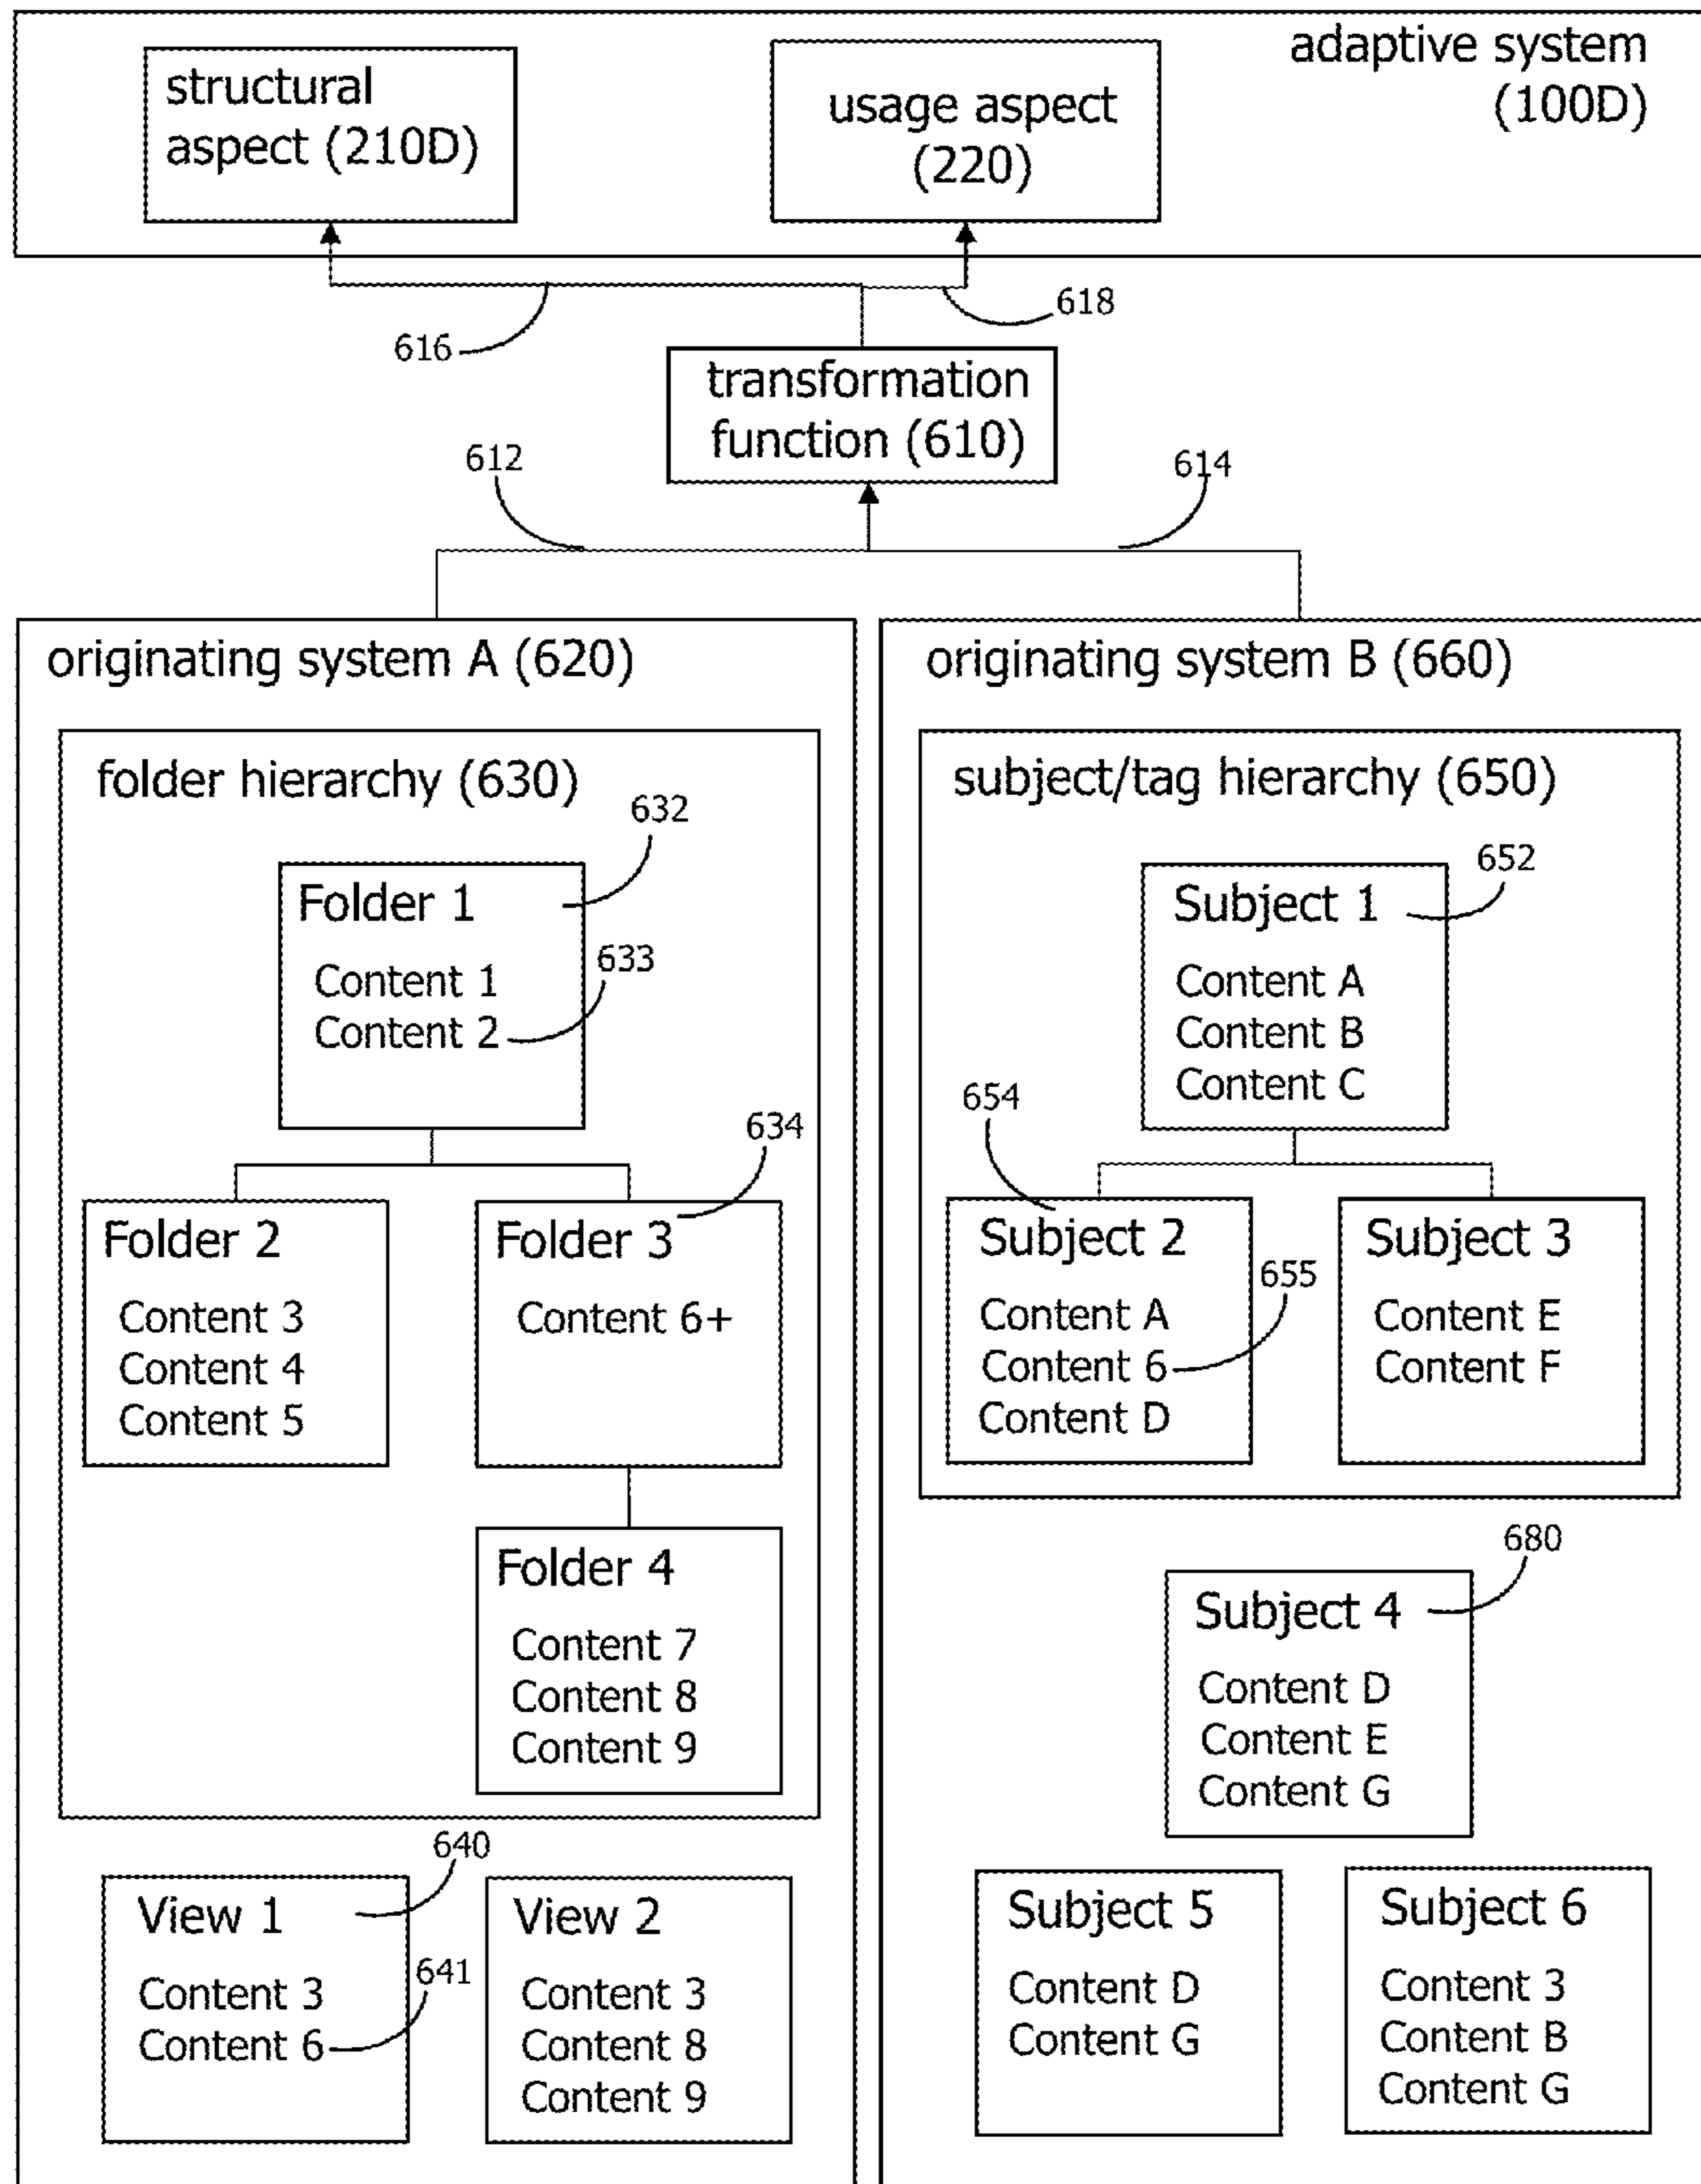 adaptive system
(100D)
structural
aspect (210D)
usage aspect
(220)
616
618
transformation
function (610)
612
614
originating system A (620)
folder hierarchy (630)
632
Folder 1
Content 1
633
Content 2
634
Folder 2
Content 3
Content 4
Content 5
Folder 3
Content 6+
Folder 4
Content 7
Content 8
Content 9
640
View 1
Content 3
641
Content 6
View 2
Content 3
Content 8
Content 9
originating system B (660)
subject/tag hierarchy (650)
652
Subject 1
Content A
Content B
Content C
654
Subject 2
655
Content A
Content 6
Content D
Subject 3
Content E
Content F
680
Subject 4
Content D
Content E
Content G
Subject 5
Content D
Content G
Subject 6
Content 3
Content B
Content G